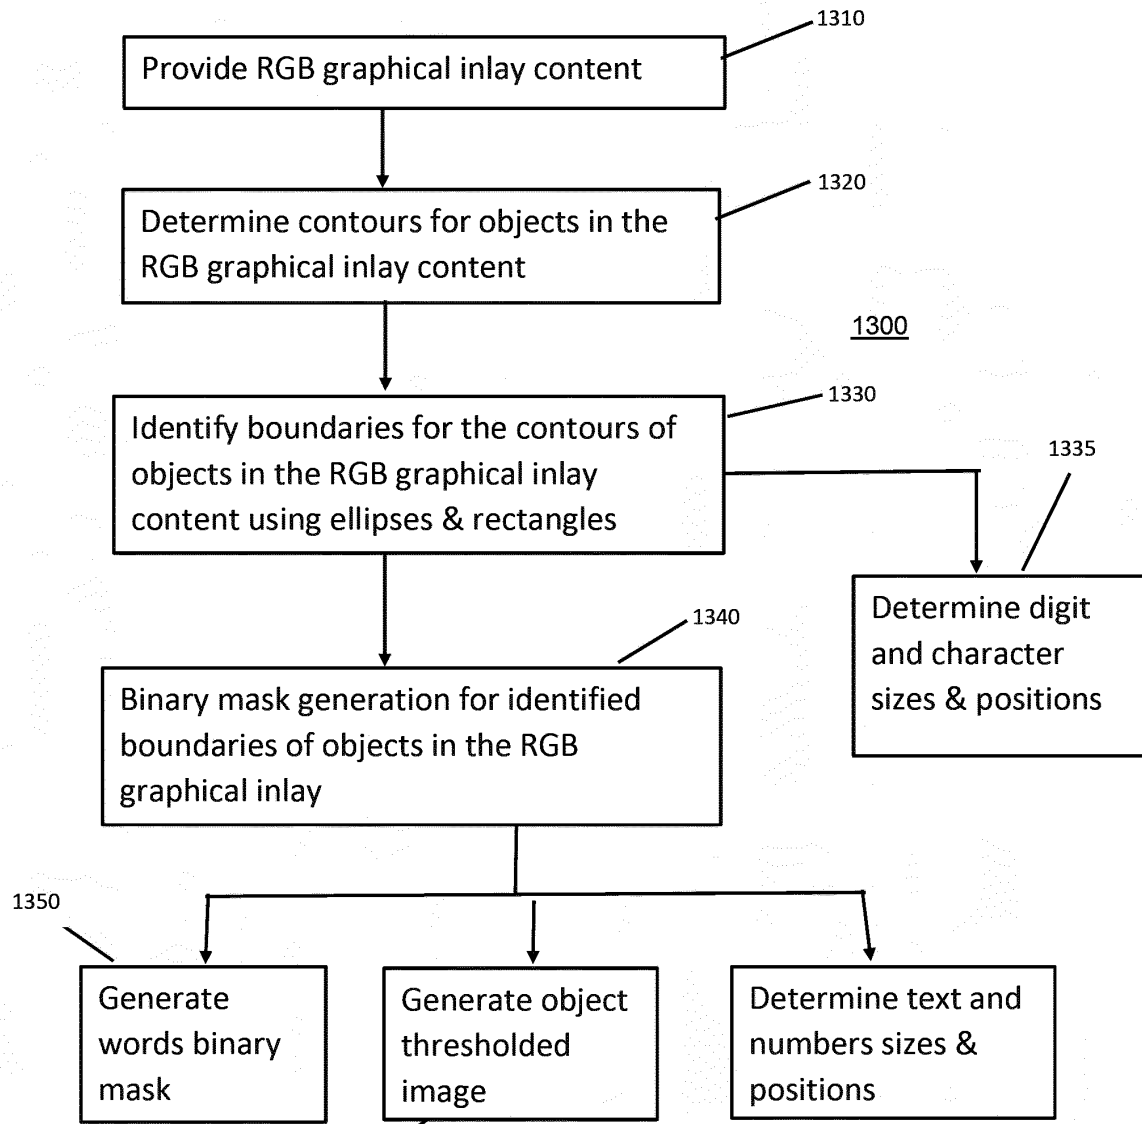 1310
Provide RGB graphical inlay content
1320
Determine contours for objects in the
RGB graphical inlay content
1300
1330
Identify boundaries for the contours of
objects in the RGB graphical inlay
content using ellipses & rectangles
1335
Determine digit
and character
sizes & positions
1340
Binary mask generation for identified
boundaries of objects in the RGB
graphical inlay
1350
Generate
words binary
mask
Generate object
thresholded
image
Determine text and
numbers sizes &
positions